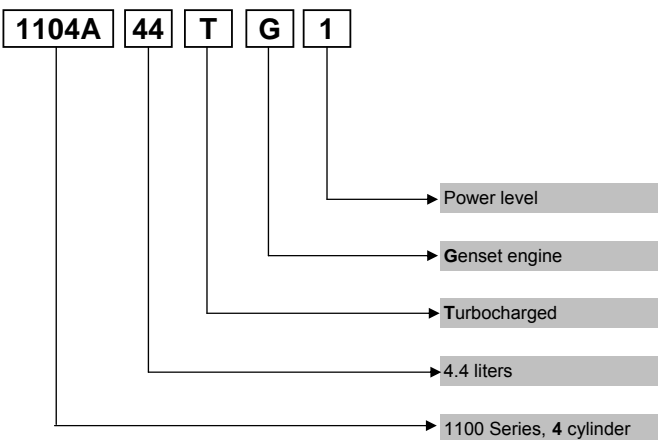 1104A 44 T G 1
Power level
Genset engine
Turbocharged
4.4 liters
1100 Series, 4 cylinder